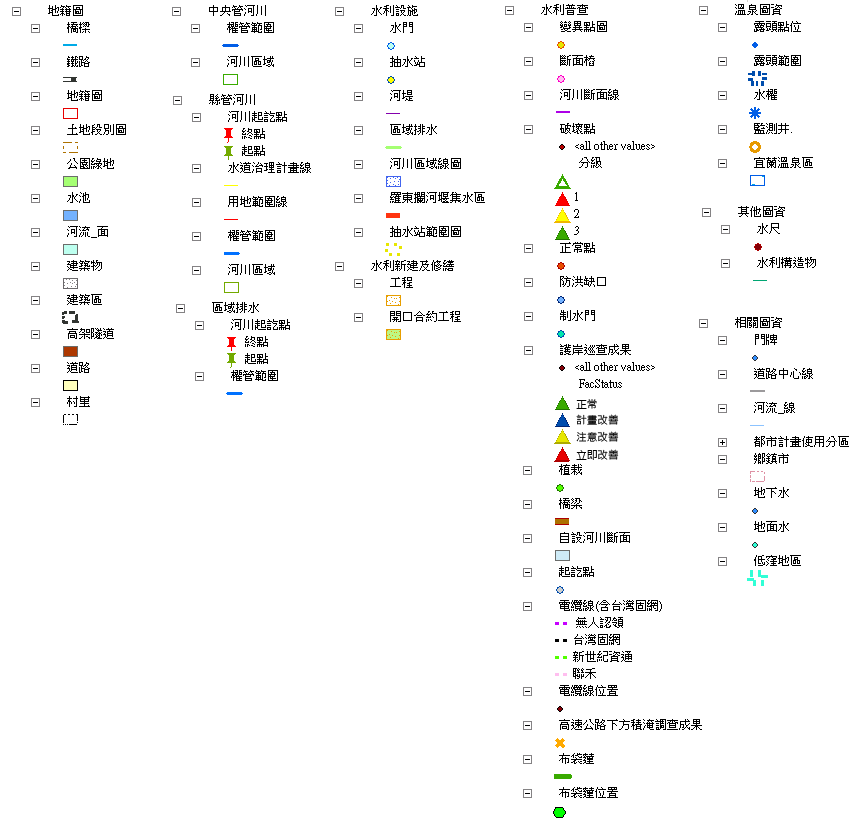 地籍圖
橋樑
鐵路
地籍圖
土地段別圖
公園綠地
水池
河流_面
建築物
建築區
高架隧道
道路
村里
中央管河川
權管範圍
河川區域
縣管河川
河川起訖點
終點
起點
水道治理計畫線
用地範圍線
權管範圍
河川區域
區域排水
河川起訖點
終點
起點
權管範圍
水利設施
水門
抽水站
河堤
區域排水
河川區域線圖
羅東攔河堰集水區
抽水站範圍圖
水利新建及修繕
工程
開口合約工程
水利普查
變異點圖
斷面樁
河川斷面線
破壞點
<all other values>
分級
1
2
3
正常點
防洪缺口
制水門
護岸巡查成果
<all other values>
FacStatus
正常
計畫改善
注意改善
立即改善
植栽
橋梁
自設河川斷面
起訖點
電纜線(含台灣固網)
無人認領
台灣固網
新世紀資通
聯禾
電纜線位置
高速公路下方積淹調查成果
布袋蓮
布袋蓮位置
溫泉圖資
露頭點位
露頭範圍
水權
監測井.
宜蘭溫泉區
其他圖資
水尺
水利構造物
相關圖資
門牌
道路中心線
河流_線
都市計畫使用分區
鄉鎮市
地下水
地面水
低窪地區